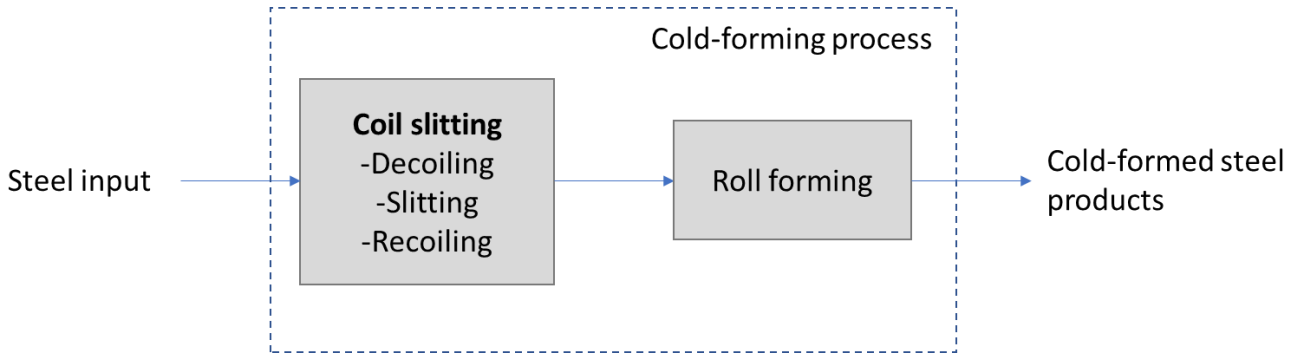 Cold-forming process
Steel input
Coil slitting
-Decoiling
-Slitting
-Recoiling
Roll forming
Cold-formed steel
products